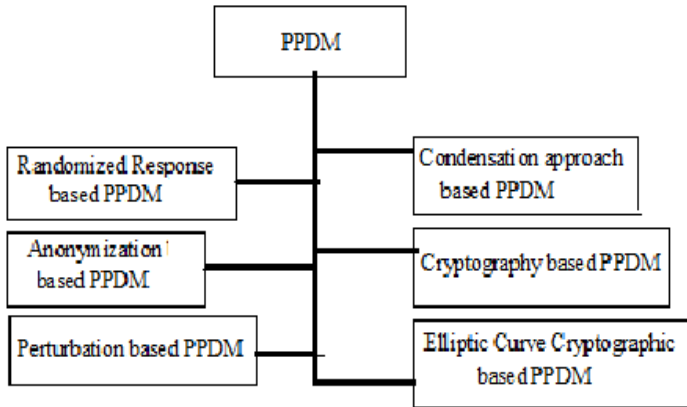 PPDM
Randomized Response
based PPDM
Condensation approach
based PPDM
Anonymization
based PPDM
Cryptography based PPDM
Perturbation based PPDM
Elliptic Curve Cryptographic
based PPDM